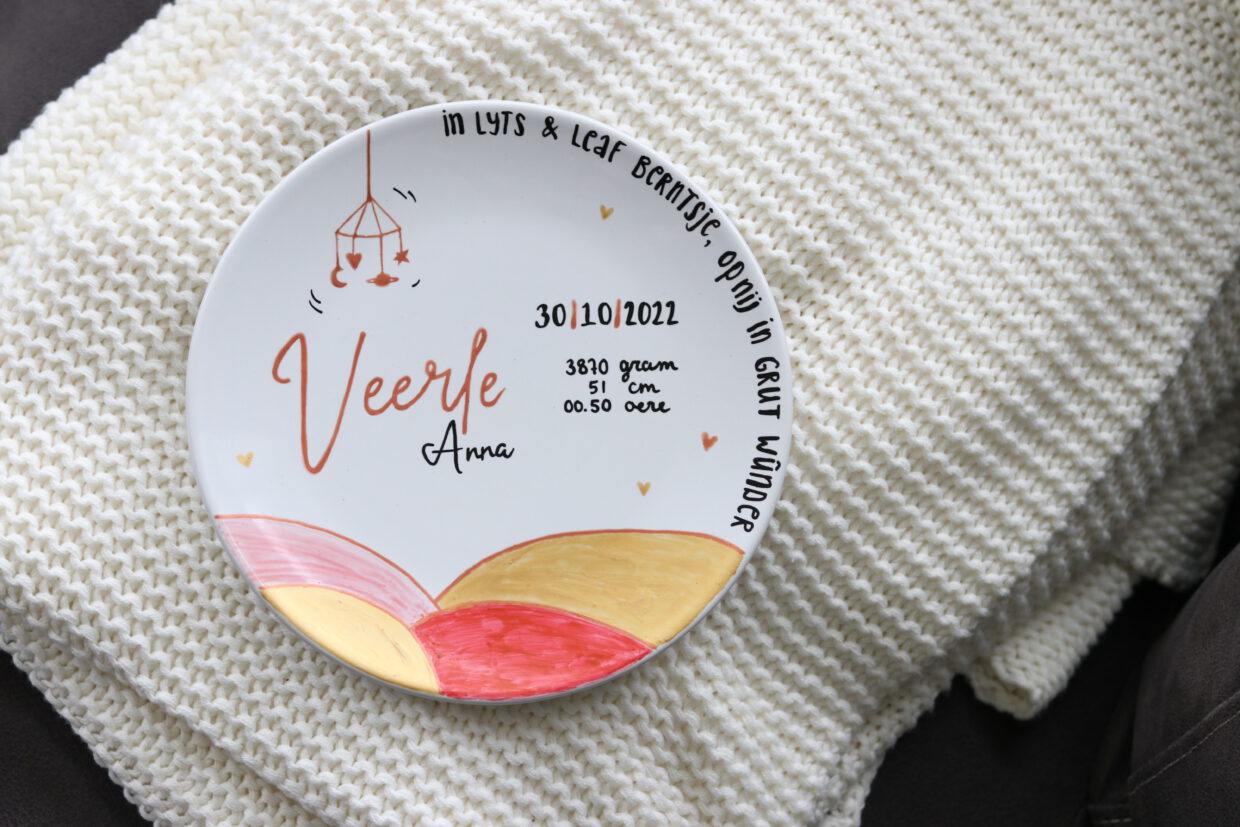 in LYTS & LEAF BERNTSJE, OPNIJ in GRUT WÛNDER
30|10|2022
Veerle
Anna
3870 gram
51 cm
00.50 oere